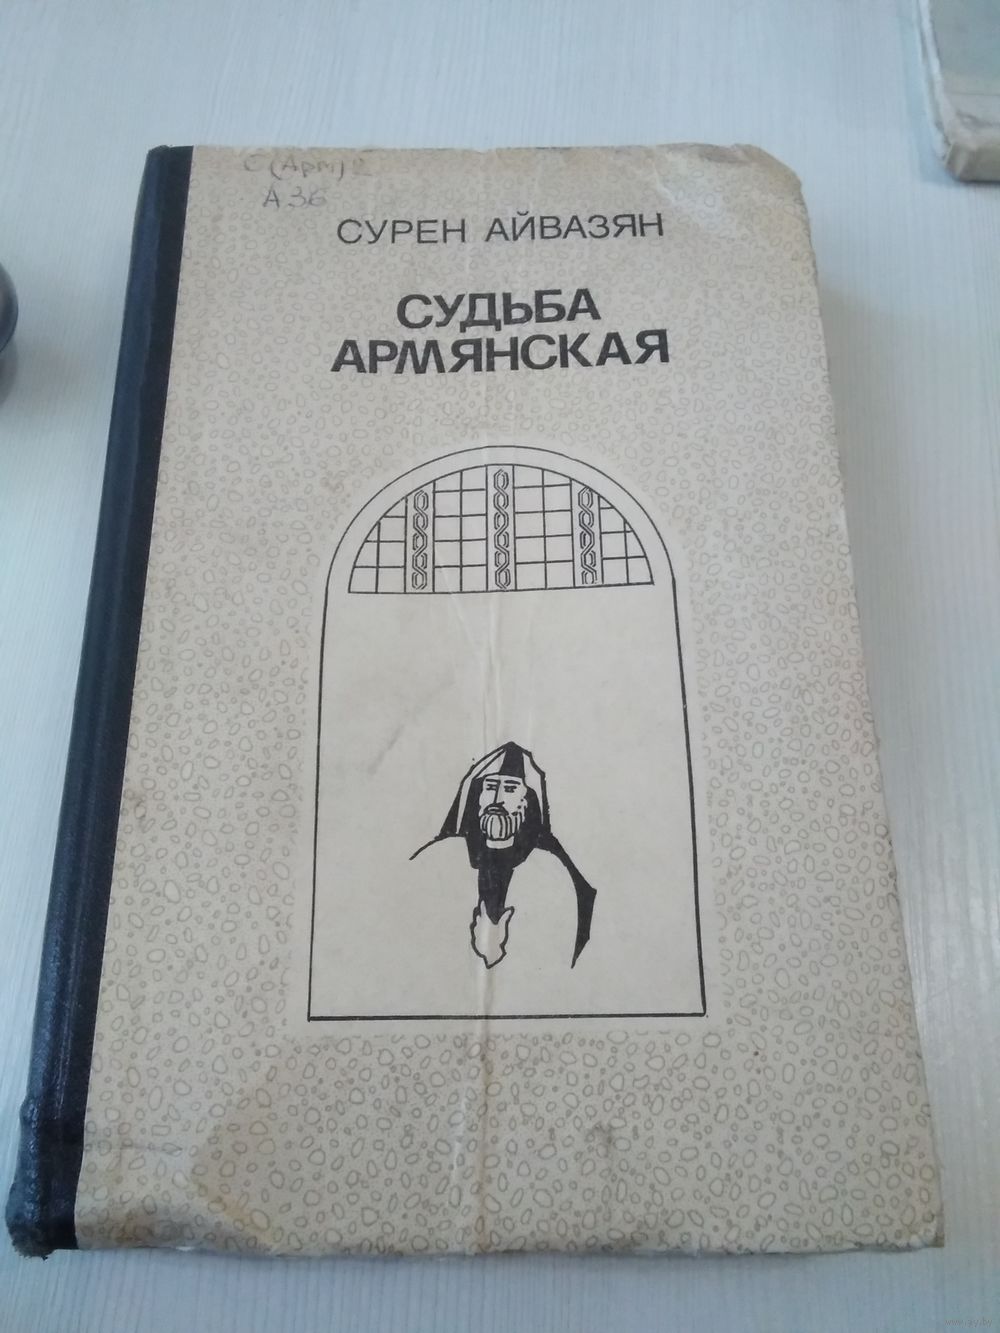 С(Арм)2
А36
СУРЕН АЙВАЗЯН
СУДЬБА
АРМЯНСКАЯ